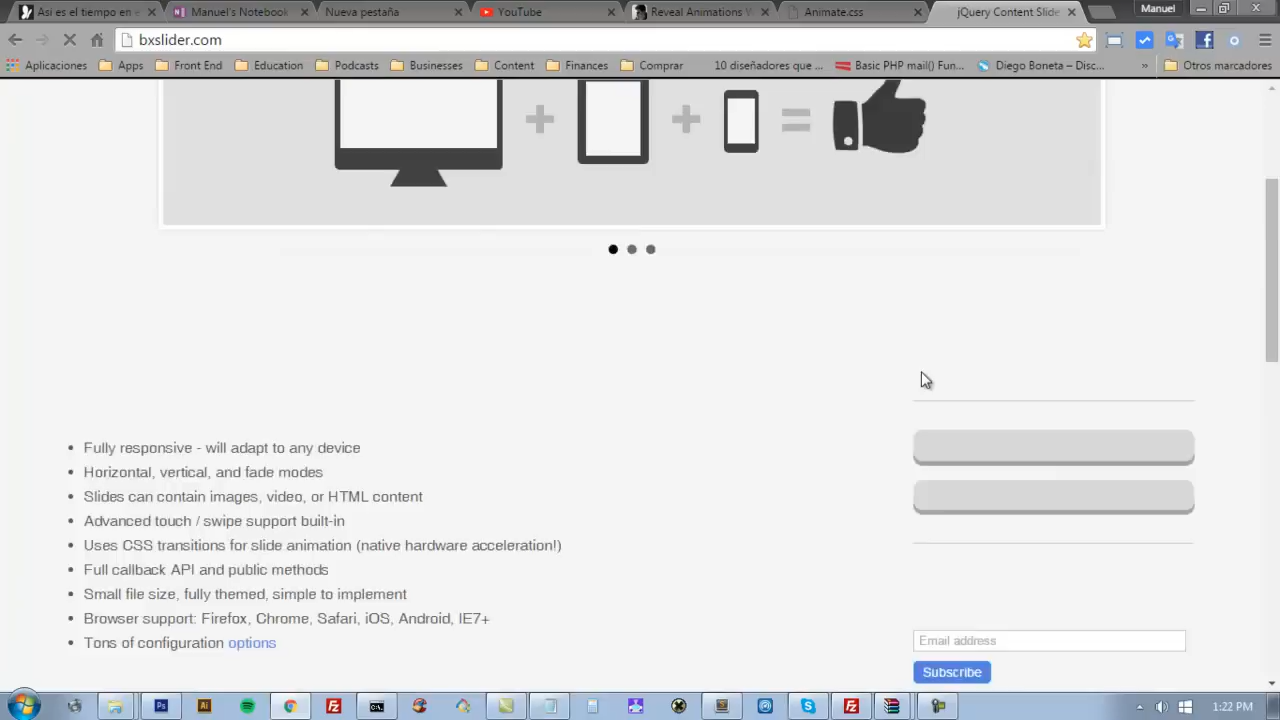 Asi es el tiempo en e
Manuel's Notebook
Nueva pestaña
YouTube
Reveal Animations W
Animate.css
jQuery Content Slide
Manuel
bxslider.com
Aplicaciones
Apps
Front End
Education
Podcasts
Businesses
Content
Finances
Comprar
10 diseñadores que ...
Basic PHP mail() Fun...
Diego Boneta – Disc...
»
Otros marcadores
Fully responsive - will adapt to any device
Horizontal, vertical, and fade modes
Slides can contain images, video, or HTML content
Advanced touch / swipe support built-in
Uses CSS transitions for slide animation (native hardware acceleration!)
Full callback API and public methods
Small file size, fully themed, simple to implement
Browser support: Firefox, Chrome, Safari, iOS, Android, IE7+
Tons of configuration options
Email address
Subscribe
1:22 PM